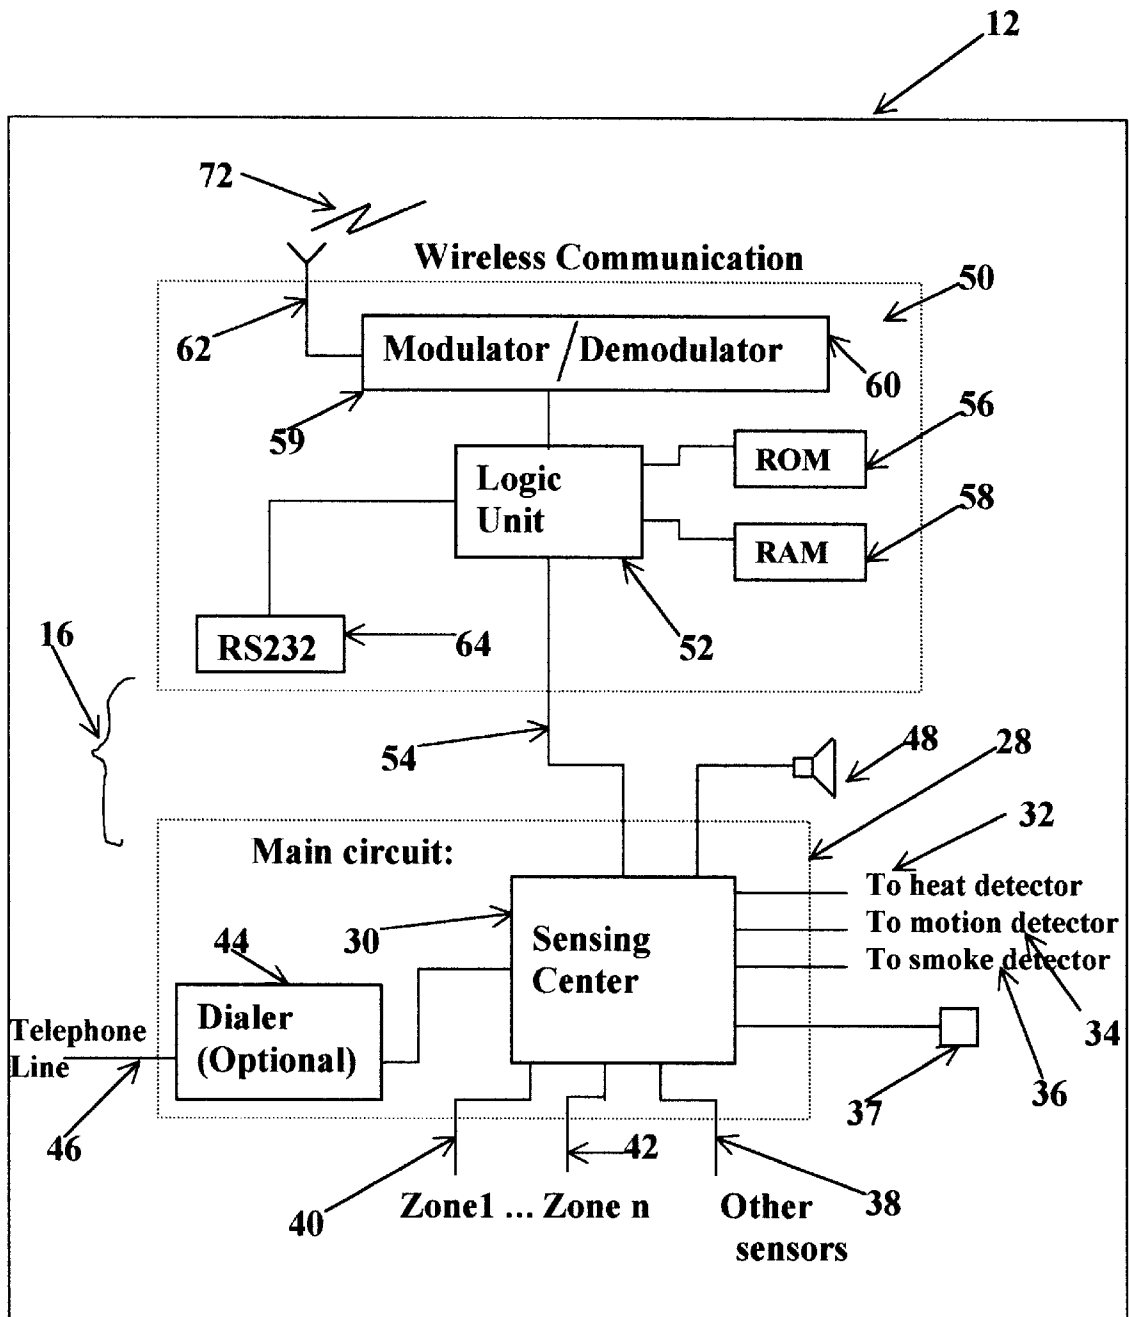 12
72
Wireless Communication
50
62
Modulator / Demodulator
60
59
56
ROM
Logic
Unit
58
RAM
16
RS232
64
52
54
48
28
32
Main circuit:
To heat detector
44
30
Sensing
Center
To motion detector
To smoke detector
Telephone
Line
Dialer
(Optional)
34
36
37
46
42
40
Zone1 ... Zone n
38
Other
sensors